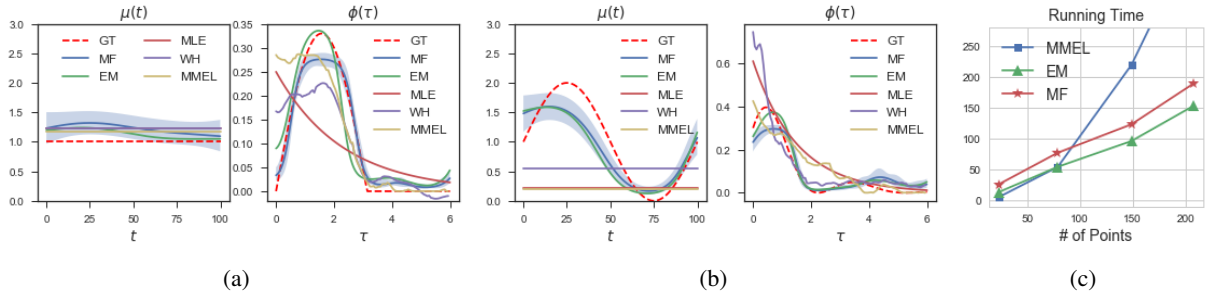 μ(t)
3.0
2.5
2.0
1.5
1.0
0.5
0.0
0 25 50 75 100
t
GT
MF
EM
MLE
WH
MMEL
ϕ(τ)
0.35
0.30
0.25
0.20
0.15
0.10
0.05
0.00
0 2 4 6
τ
GT
MF
EM
MLE
WH
MMEL
(a)
μ(t)
3.0
2.5
2.0
1.5
1.0
0.5
0.0
0 25 50 75 100
t
GT
MF
EM
MLE
WH
MMEL
ϕ(τ)
0.6
0.4
0.2
0.0
0 2 4 6
τ
GT
MF
EM
MLE
WH
MMEL
(b)
Running Time
250
200
150
100
50
0
50 100 150 200
# of Points
MMEL
EM
MF
(c)